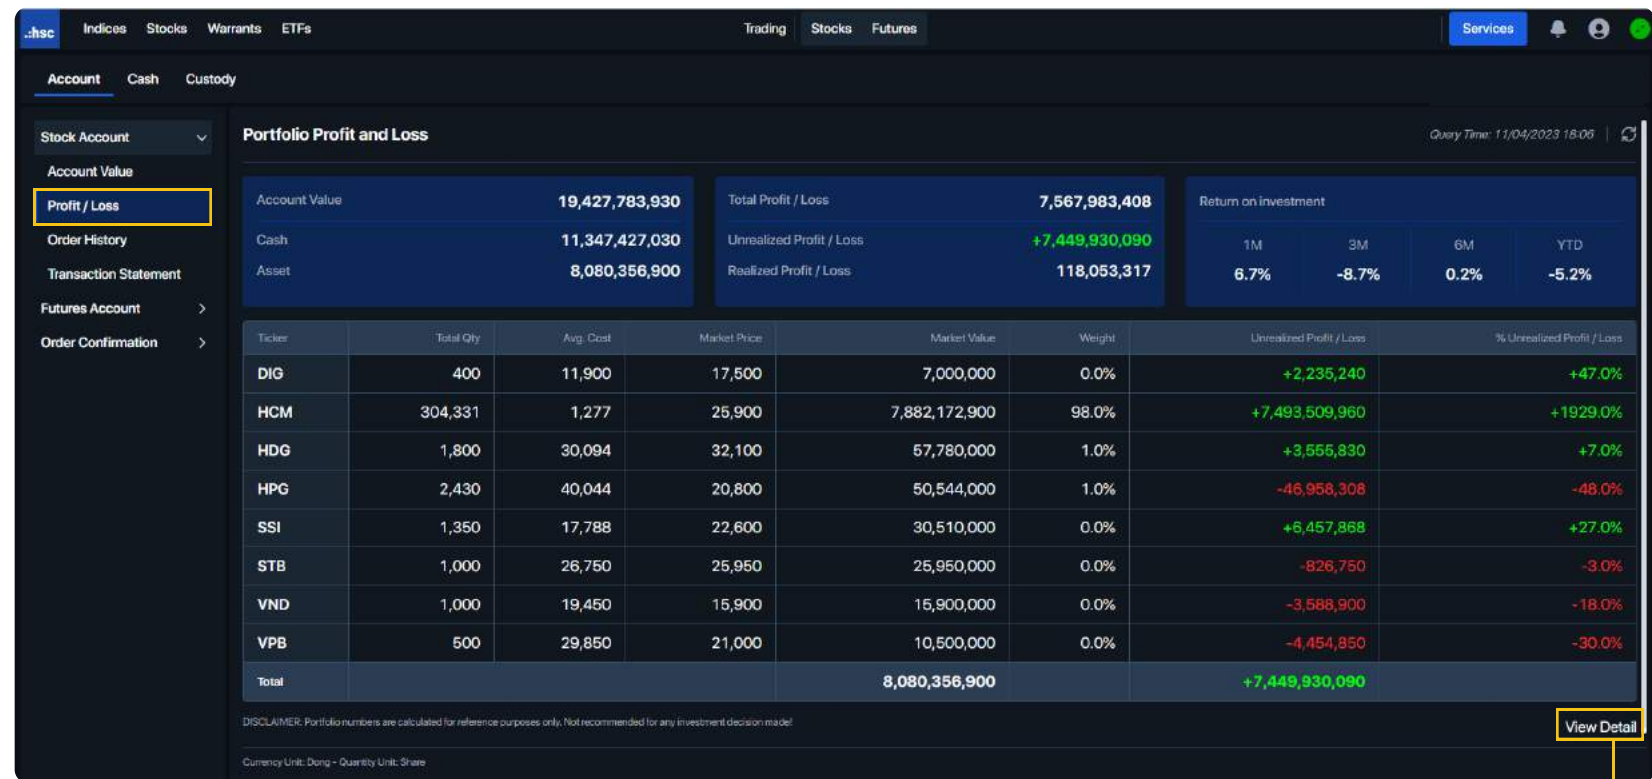 .:hsc Indices Stocks Warrants ETFs Trading Stocks Futures Services
Account Cash Custody
Stock Account
Account Value
Profit / Loss
Order History
Transaction Statement
Futures Account
Order Confirmation
Portfolio Profit and Loss Query Time: 11/04/2023 16:06
Account Value 19,427,783,930
Cash 11,347,427,030
Asset 8,080,356,900
Total Profit / Loss 7,567,983,408
Unrealized Profit / Loss +7,449,930,090
Realized Profit / Loss 118,053,317
Return on investment
1M 3M 6M YTD
6.7% -8.7% 0.2% -5.2%
Ticker Total Qty Avg. Cost Market Price Market Value Weight Unrealized Profit / Loss % Unrealized Profit / Loss
DIG 400 11,900 17,500 7,000,000 0.0% +2,235,240 +47.0%
HCM 304,331 1,277 25,900 7,882,172,900 98.0% +7,493,509,960 +1929.0%
HDG 1,800 30,094 32,100 57,780,000 1.0% +3,555,830 +7.0%
HPG 2,430 40,044 20,800 50,544,000 1.0% -46,958,308 -48.0%
SSI 1,350 17,788 22,600 30,510,000 0.0% +6,457,868 +27.0%
STB 1,000 26,750 25,950 25,950,000 0.0% -826,750 -3.0%
VND 1,000 19,450 15,900 15,900,000 0.0% -3,588,900 -18.0%
VPB 500 29,850 21,000 10,500,000 0.0% -4,454,850 -30.0%
Total 8,080,356,900 +7,449,930,090
DISCLAIMER: Portfolio numbers are calculated for reference purposes only. Not recommended for any investment decision made!
View Detail
Currency Unit: Dong - Quantity Unit: Share